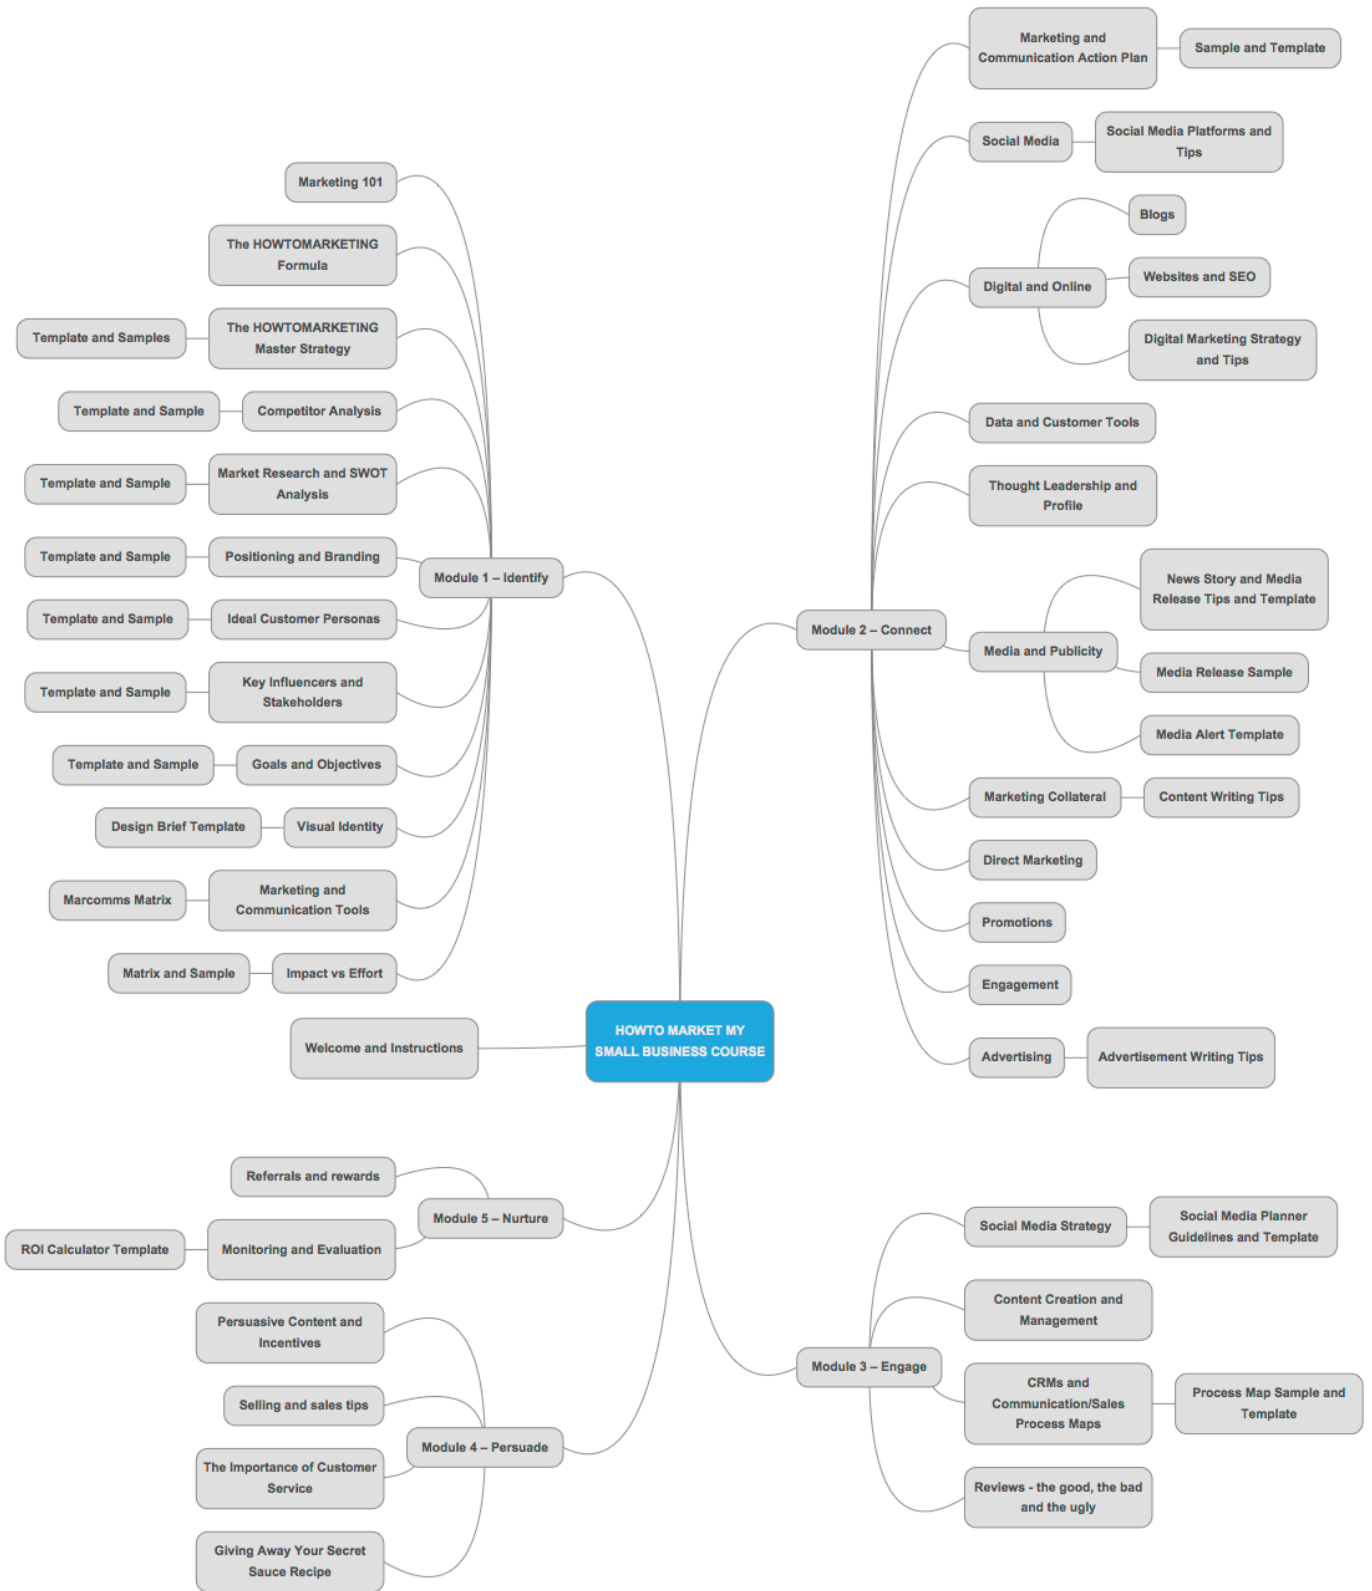 HOWTO MARKET MY
SMALL BUSINESS COURSE
Welcome and Instructions
Module 1 – Identify
Marketing 101
The HOWTOMARKETING
Formula
The HOWTOMARKETING
Master Strategy
Template and Samples
Competitor Analysis
Template and Sample
Market Research and SWOT
Analysis
Template and Sample
Positioning and Branding
Template and Sample
Ideal Customer Personas
Template and Sample
Key Influencers and
Stakeholders
Template and Sample
Goals and Objectives
Template and Sample
Visual Identity
Design Brief Template
Marketing and
Communication Tools
Marcomms Matrix
Impact vs Effort
Matrix and Sample
Module 2 – Connect
Marketing and
Communication Action Plan
Sample and Template
Social Media
Social Media Platforms and
Tips
Digital and Online
Blogs
Websites and SEO
Digital Marketing Strategy
and Tips
Data and Customer Tools
Thought Leadership and
Profile
Media and Publicity
News Story and Media
Release Tips and Template
Media Release Sample
Media Alert Template
Marketing Collateral
Content Writing Tips
Direct Marketing
Promotions
Engagement
Advertising
Advertisement Writing Tips
Module 3 – Engage
Social Media Strategy
Social Media Planner
Guidelines and Template
Content Creation and
Management
CRMs and
Communication/Sales
Process Maps
Process Map Sample and
Template
Reviews - the good, the bad
and the ugly
Module 4 – Persuade
Persuasive Content and
Incentives
Selling and sales tips
The Importance of Customer
Service
Giving Away Your Secret
Sauce Recipe
Module 5 – Nurture
Referrals and rewards
Monitoring and Evaluation
ROI Calculator Template